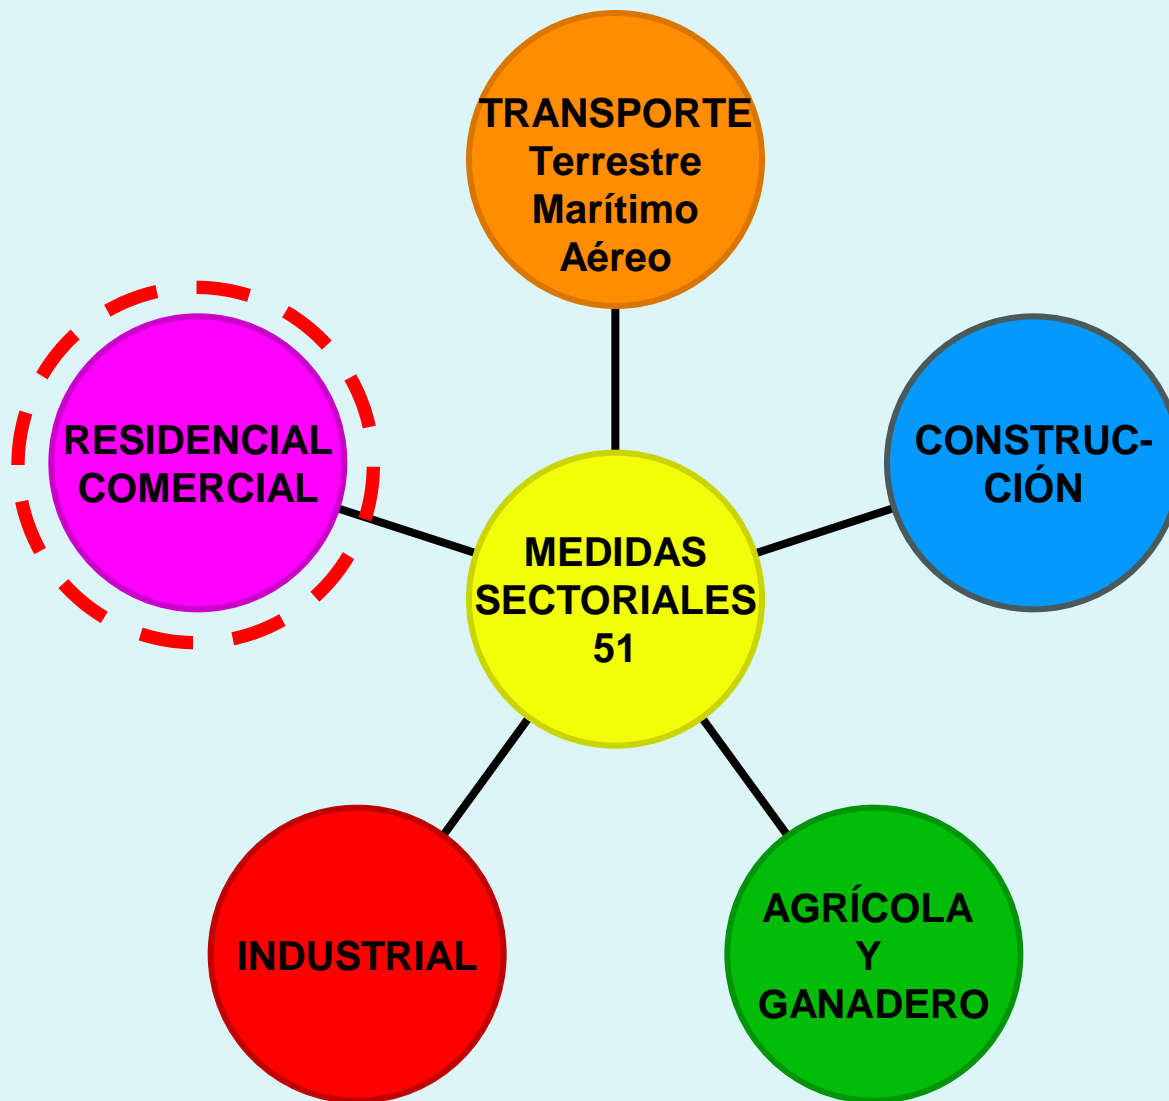 TRANSPORTE
Terrestre
Marítimo
Aéreo
RESIDENCIAL
COMERCIAL
CONSTRUC-
CIÓN
MEDIDAS
SECTORIALES
51
INDUSTRIAL
AGRÍCOLA
Y
GANADERO